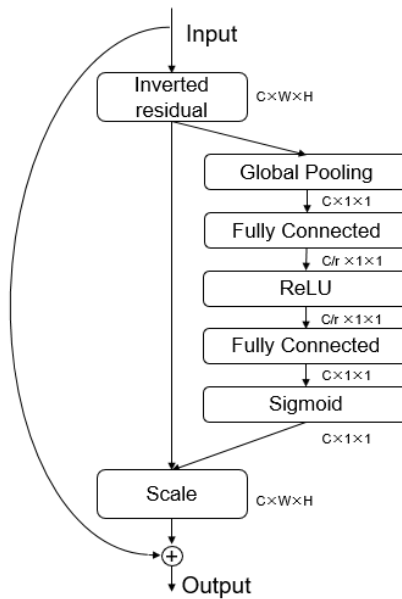 Input
Inverted
residual
C×W×H
Global Pooling
C×1×1
Fully Connected
C/r ×1×1
ReLU
C/r ×1×1
Fully Connected
C×1×1
Sigmoid
C×1×1
Scale
C×W×H
+
Output